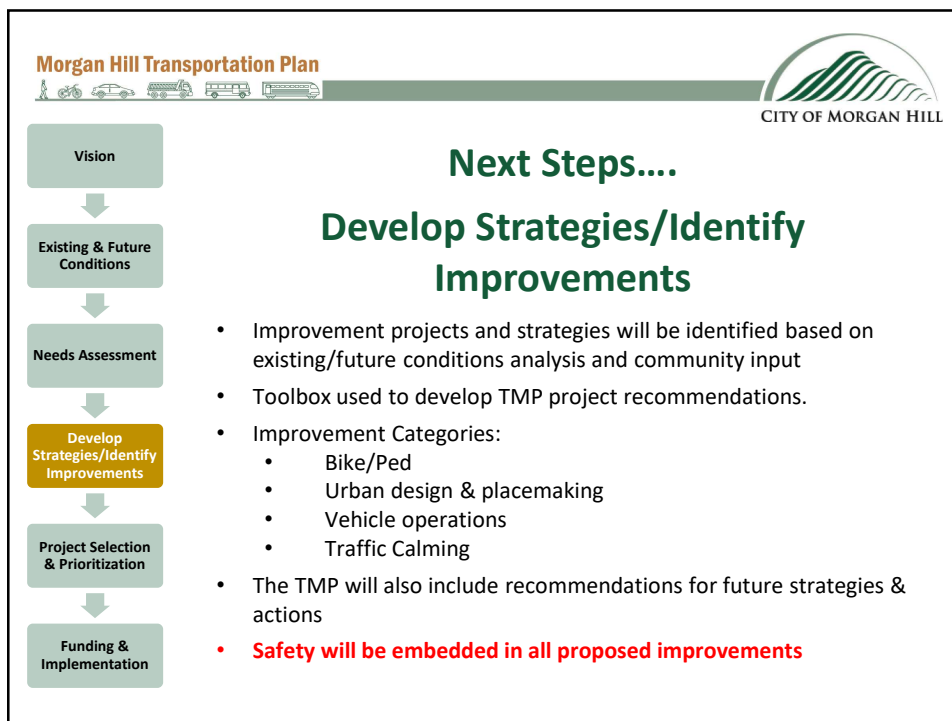 Morgan Hill Transportation Plan
CITY OF MORGAN HILL
Vision
Existing & Future
Conditions
Needs Assessment
Develop
Strategies/Identify
Improvements
Project Selection
& Prioritization
Funding &
Implementation
Next Steps….
Develop Strategies/Identify
Improvements
• Improvement projects and strategies will be identified based on
existing/future conditions analysis and community input
• Toolbox used to develop TMP project recommendations.
• Improvement Categories:
• Bike/Ped
• Urban design & placemaking
• Vehicle operations
• Traffic Calming
• The TMP will also include recommendations for future strategies &
actions
• Safety will be embedded in all proposed improvements